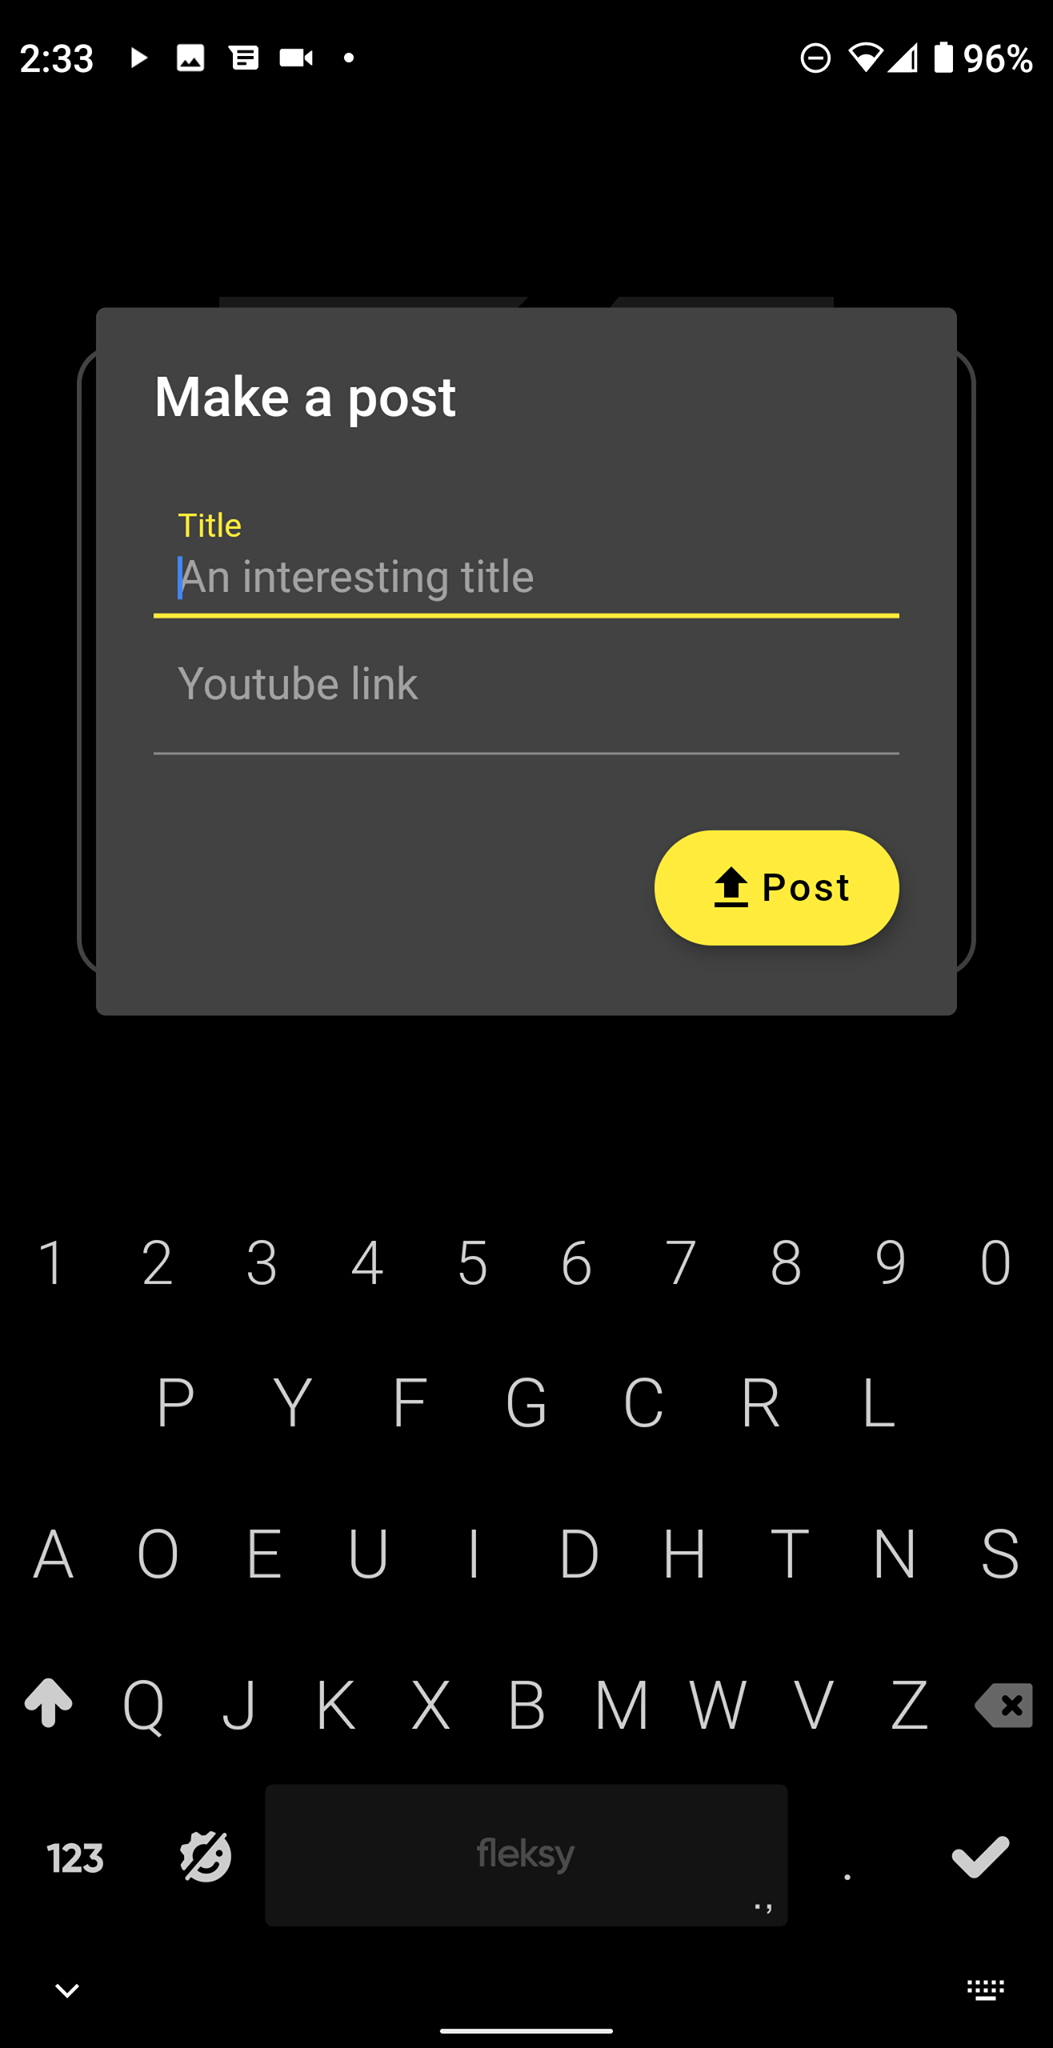 2:33 96%
Make a post
Title
An interesting title
Youtube link
Post
1 2 3 4 5 6 7 8 9 0
P Y F G C R L
A O E U I D H T N S
Q J K X B M W V Z
123 fleksy .
.,